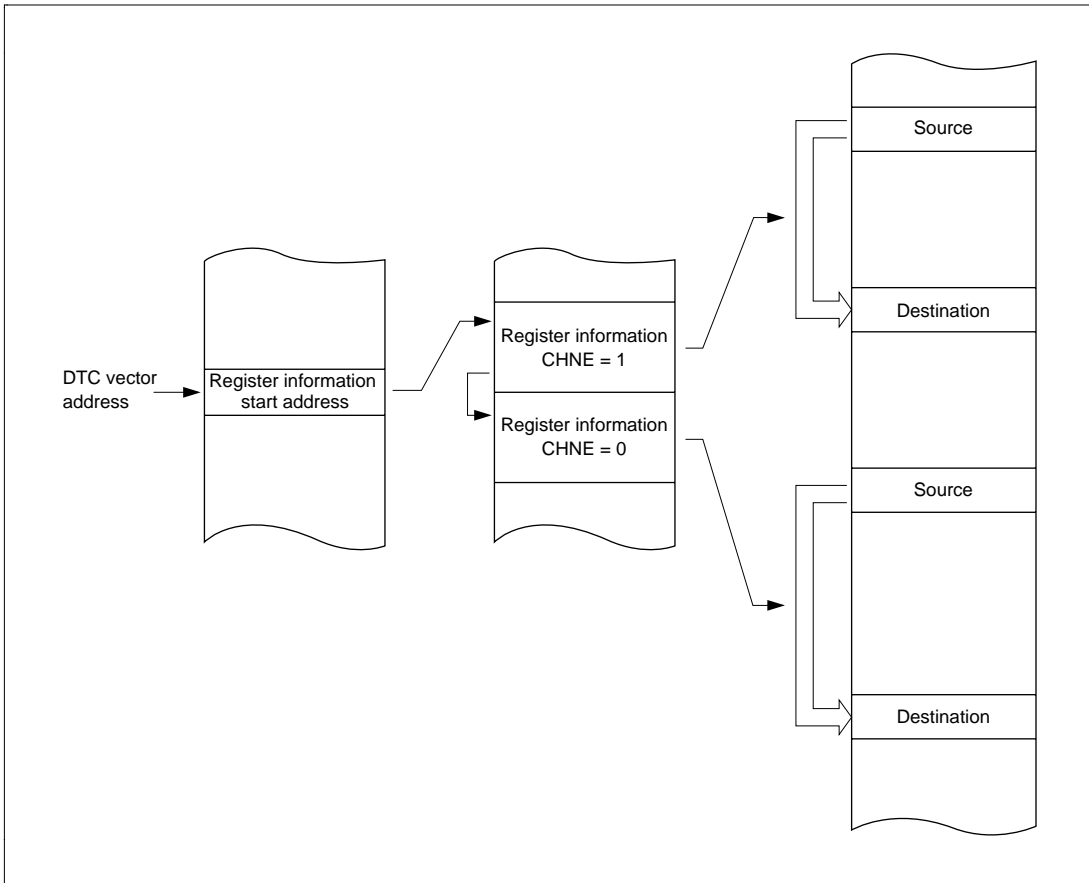 DTC vector
address
Register information
start address
Register information
CHNE = 1
Register information
CHNE = 0
Source
Destination
Source
Destination